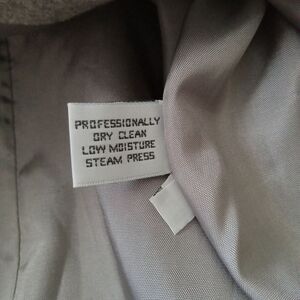 PROFESSIONALLY
DRY CLEAN
LOW MOISTURE
STEAM PRESS